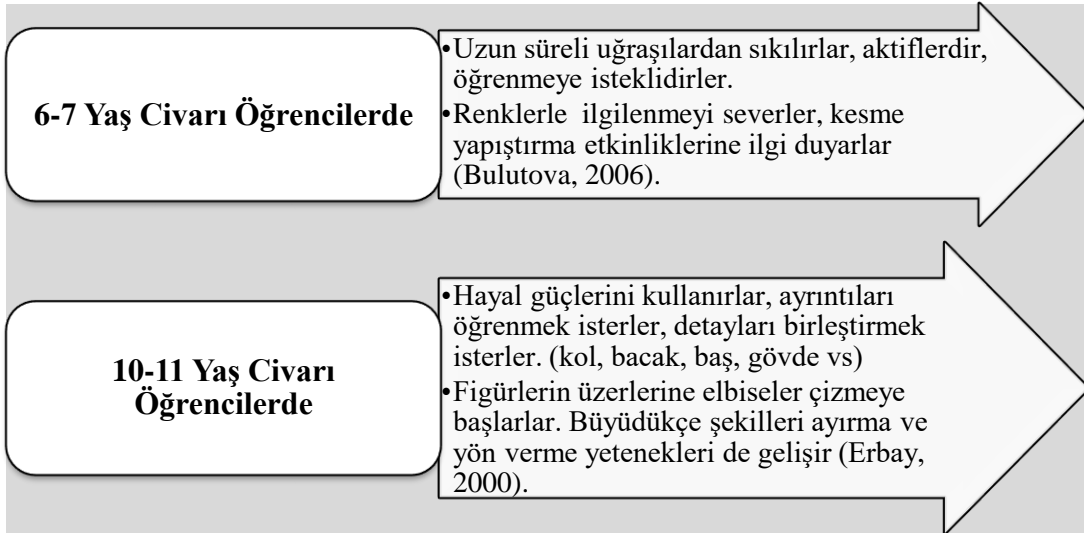 6-7 Yaş Civarı Öğrencilerde
•Uzun süreli uğraşılardan sıkılırlar, aktiflerdir,
öğrenmeye isteklidirler.
•Renklerle ilgilenmeyi severler, kesme
yapıştırma etkinliklerine ilgi duyarlar
(Bulutova, 2006).
10-11 Yaş Civarı
Öğrencilerde
•Hayal güçlerini kullanırlar, ayrıntıları
öğrenmek isterler, detayları birleştirmek
isterler. (kol, bacak, baş, gövde vs)
•Figürlerin üzerlerine elbiseler çizmeye
başlarlar. Büyüdükçe şekilleri ayırma ve
yön verme yetenekleri de gelişir (Erbay,
2000).